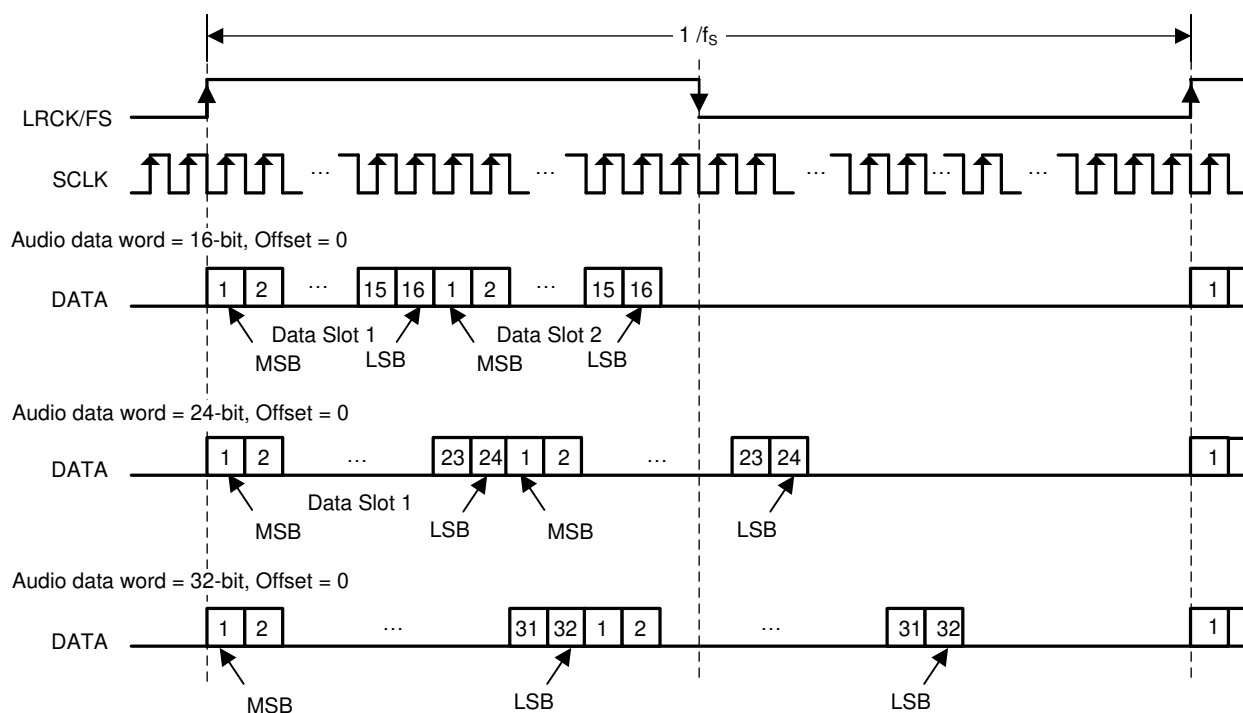 1 /fS
LRCK/FS
SCLK … … … … …
Audio data word = 16-bit, Offset = 0
DATA 1 2 … 15 16 1 2 … 15 16 1
Data Slot 1 Data Slot 2
MSB LSB MSB LSB
Audio data word = 24-bit, Offset = 0
DATA 1 2 … 23 24 1 2 … 23 24 1
Data Slot 1
MSB LSB MSB LSB
Audio data word = 32-bit, Offset = 0
DATA 1 2 … 31 32 1 2 … 31 32 1
MSB LSB LSB